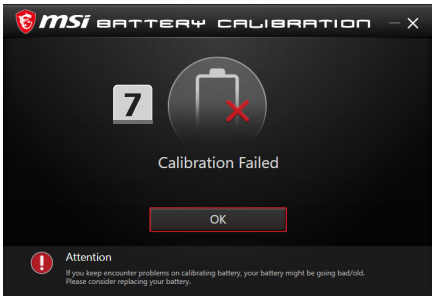 msi BATTERY CALIBRATION
7
Calibration Failed
OK
Attention
If you keep encounter problems on calibrating battery, your battery might be going bad/old.
Please consider replacing your battery.